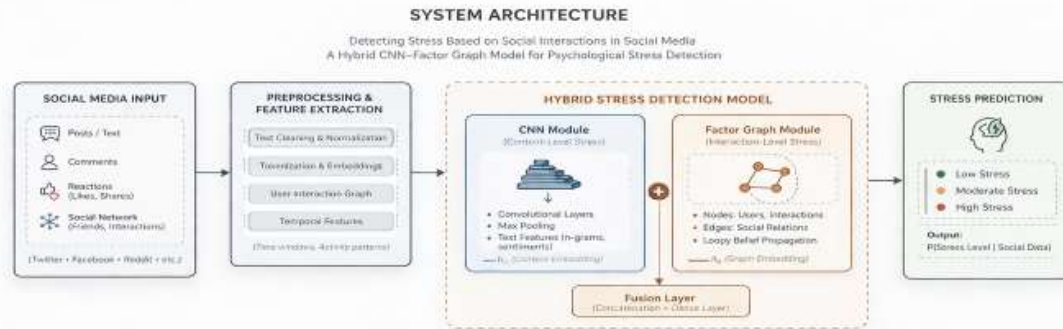 SYSTEM ARCHITECTURE
Detecting Stress Based on Social Interactions in Social Media
A Hybrid CNN–Factor Graph Model for Psychological Stress Detection
SOCIAL MEDIA INPUT
Posts / Text
Comments
Reactions
(Likes, Shares)
Social Network
(Friends, Interactions)
(Twitter • Facebook • Reddit • etc.)
PREPROCESSING &
FEATURE EXTRACTION
Text Cleaning & Normalization
Tokenization & Embeddings
User Interaction Graph
Temporal Features
(Time windows, Activity patterns)
HYBRID STRESS DETECTION MODEL
CNN Module
(Content-Level Stress)
• Convolutional Layers
• Max Pooling
• Text Features (n-grams,
sentiments)
(Content Embedding)
Factor Graph Module
(Interaction-Level Stress)
• Nodes: Users, Interactions
• Edges: Social Relations
• Loopy Belief Propagation
(Graph Embedding)
+
Fusion Layer
(Concatenation + Dense Layer)
STRESS PREDICTION
Low Stress
Moderate Stress
High Stress
Output:
P(Stress Level | Social Data)